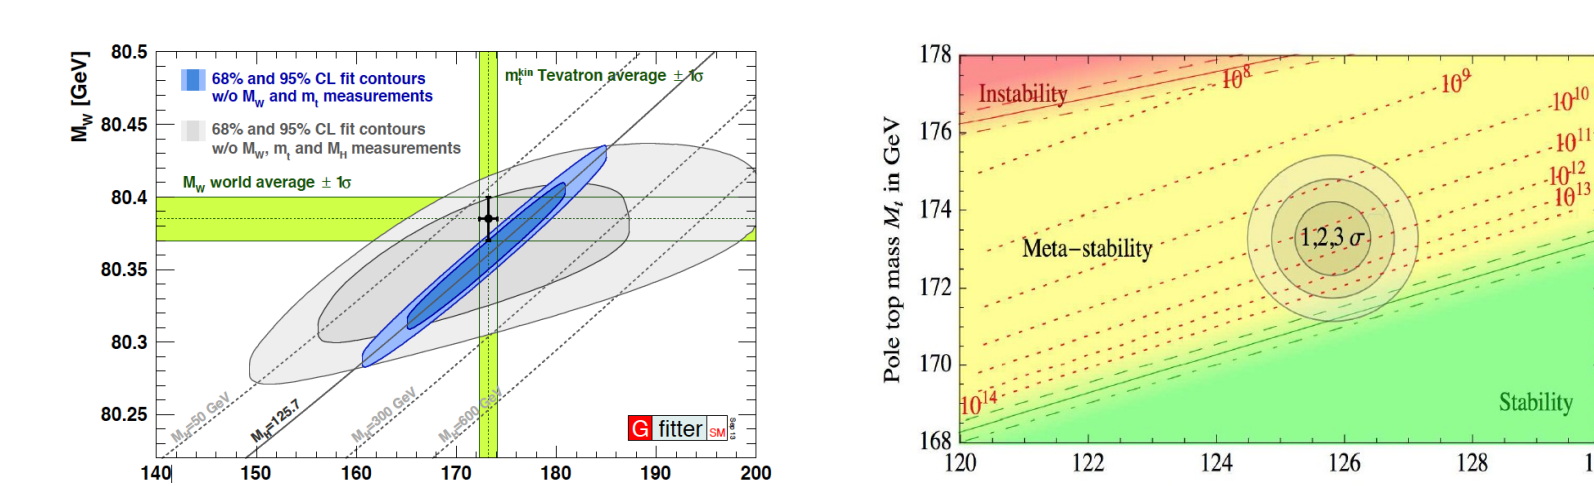 M_W [GeV]
80.5
80.45
80.4
80.35
80.3
80.25
140
150
160
170
180
190
200
68% and 95% CL fit contours
w/o M_W and m_t measurements
68% and 95% CL fit contours
w/o M_W, m_t and M_H measurements
m_t^kin Tevatron average ± 1σ
M_W world average ± 1σ
M_H=50 GeV
M_H=125.7
M_H=300 GeV
M_H=600 GeV
G fitter SM
Sep 13
Pole top mass M_t in GeV
178
176
174
172
170
168
120
122
124
126
128
1
Instability
Meta-stability
Stability
1,2,3 σ
10^8
10^9
10^10
10^11
10^12
10^13
10^14